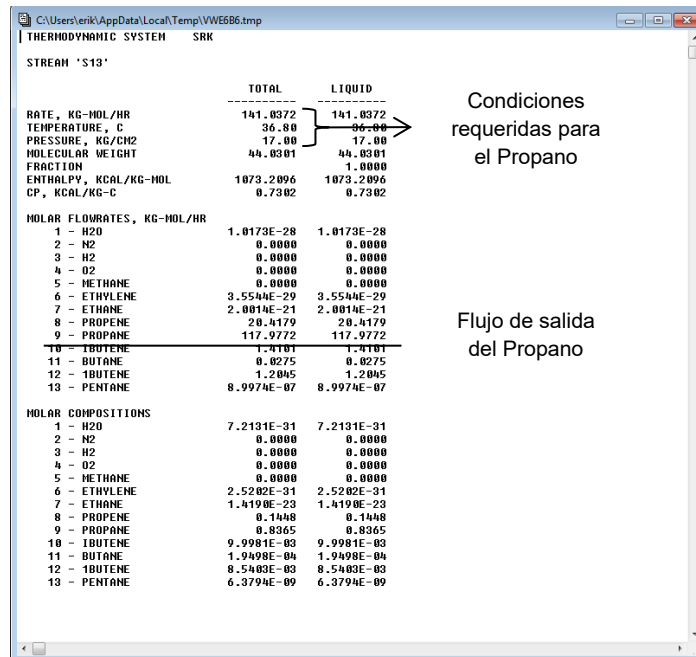 C:\Users\erik\AppData\Local\Temp\VWE6B6.tmp
THERMODYNAMIC SYSTEM SRK
STREAM 'S13'
TOTAL LIQUID
---------- ----------
RATE, KG-MOL/HR 141.0372 141.0372
TEMPERATURE, C 36.80 36.80
PRESSURE, KG/CM2 17.00 17.00
MOLECULAR WEIGHT 44.0301 44.0301
FRACTION 1.0000
ENTHALPY, KCAL/KG-MOL 1073.2096 1073.2096
CP, KCAL/KG-C 0.7302 0.7302
Condiciones
requeridas para
el Propano
MOLAR FLOWRATES, KG-MOL/HR
1 - H2O 1.0173E-28 1.0173E-28
2 - N2 0.0000 0.0000
3 - H2 0.0000 0.0000
4 - O2 0.0000 0.0000
5 - METHANE 0.0000 0.0000
6 - ETHYLENE 3.5544E-29 3.5544E-29
7 - ETHANE 2.0014E-21 2.0014E-21
8 - PROPENE 20.4179 20.4179
9 - PROPANE 117.9772 117.9772
10 - IBUTENE 1.4101 1.4101
11 - BUTANE 0.0275 0.0275
12 - 1BUTENE 1.2045 1.2045
13 - PENTANE 8.9974E-07 8.9974E-07
Flujo de salida
del Propano
MOLAR COMPOSITIONS
1 - H2O 7.2131E-31 7.2131E-31
2 - N2 0.0000 0.0000
3 - H2 0.0000 0.0000
4 - O2 0.0000 0.0000
5 - METHANE 0.0000 0.0000
6 - ETHYLENE 2.5202E-31 2.5202E-31
7 - ETHANE 1.4190E-23 1.4190E-23
8 - PROPENE 0.1448 0.1448
9 - PROPANE 0.8365 0.8365
10 - IBUTENE 9.9981E-03 9.9981E-03
11 - BUTANE 1.9498E-04 1.9498E-04
12 - 1BUTENE 8.5403E-03 8.5403E-03
13 - PENTANE 6.3794E-09 6.3794E-09